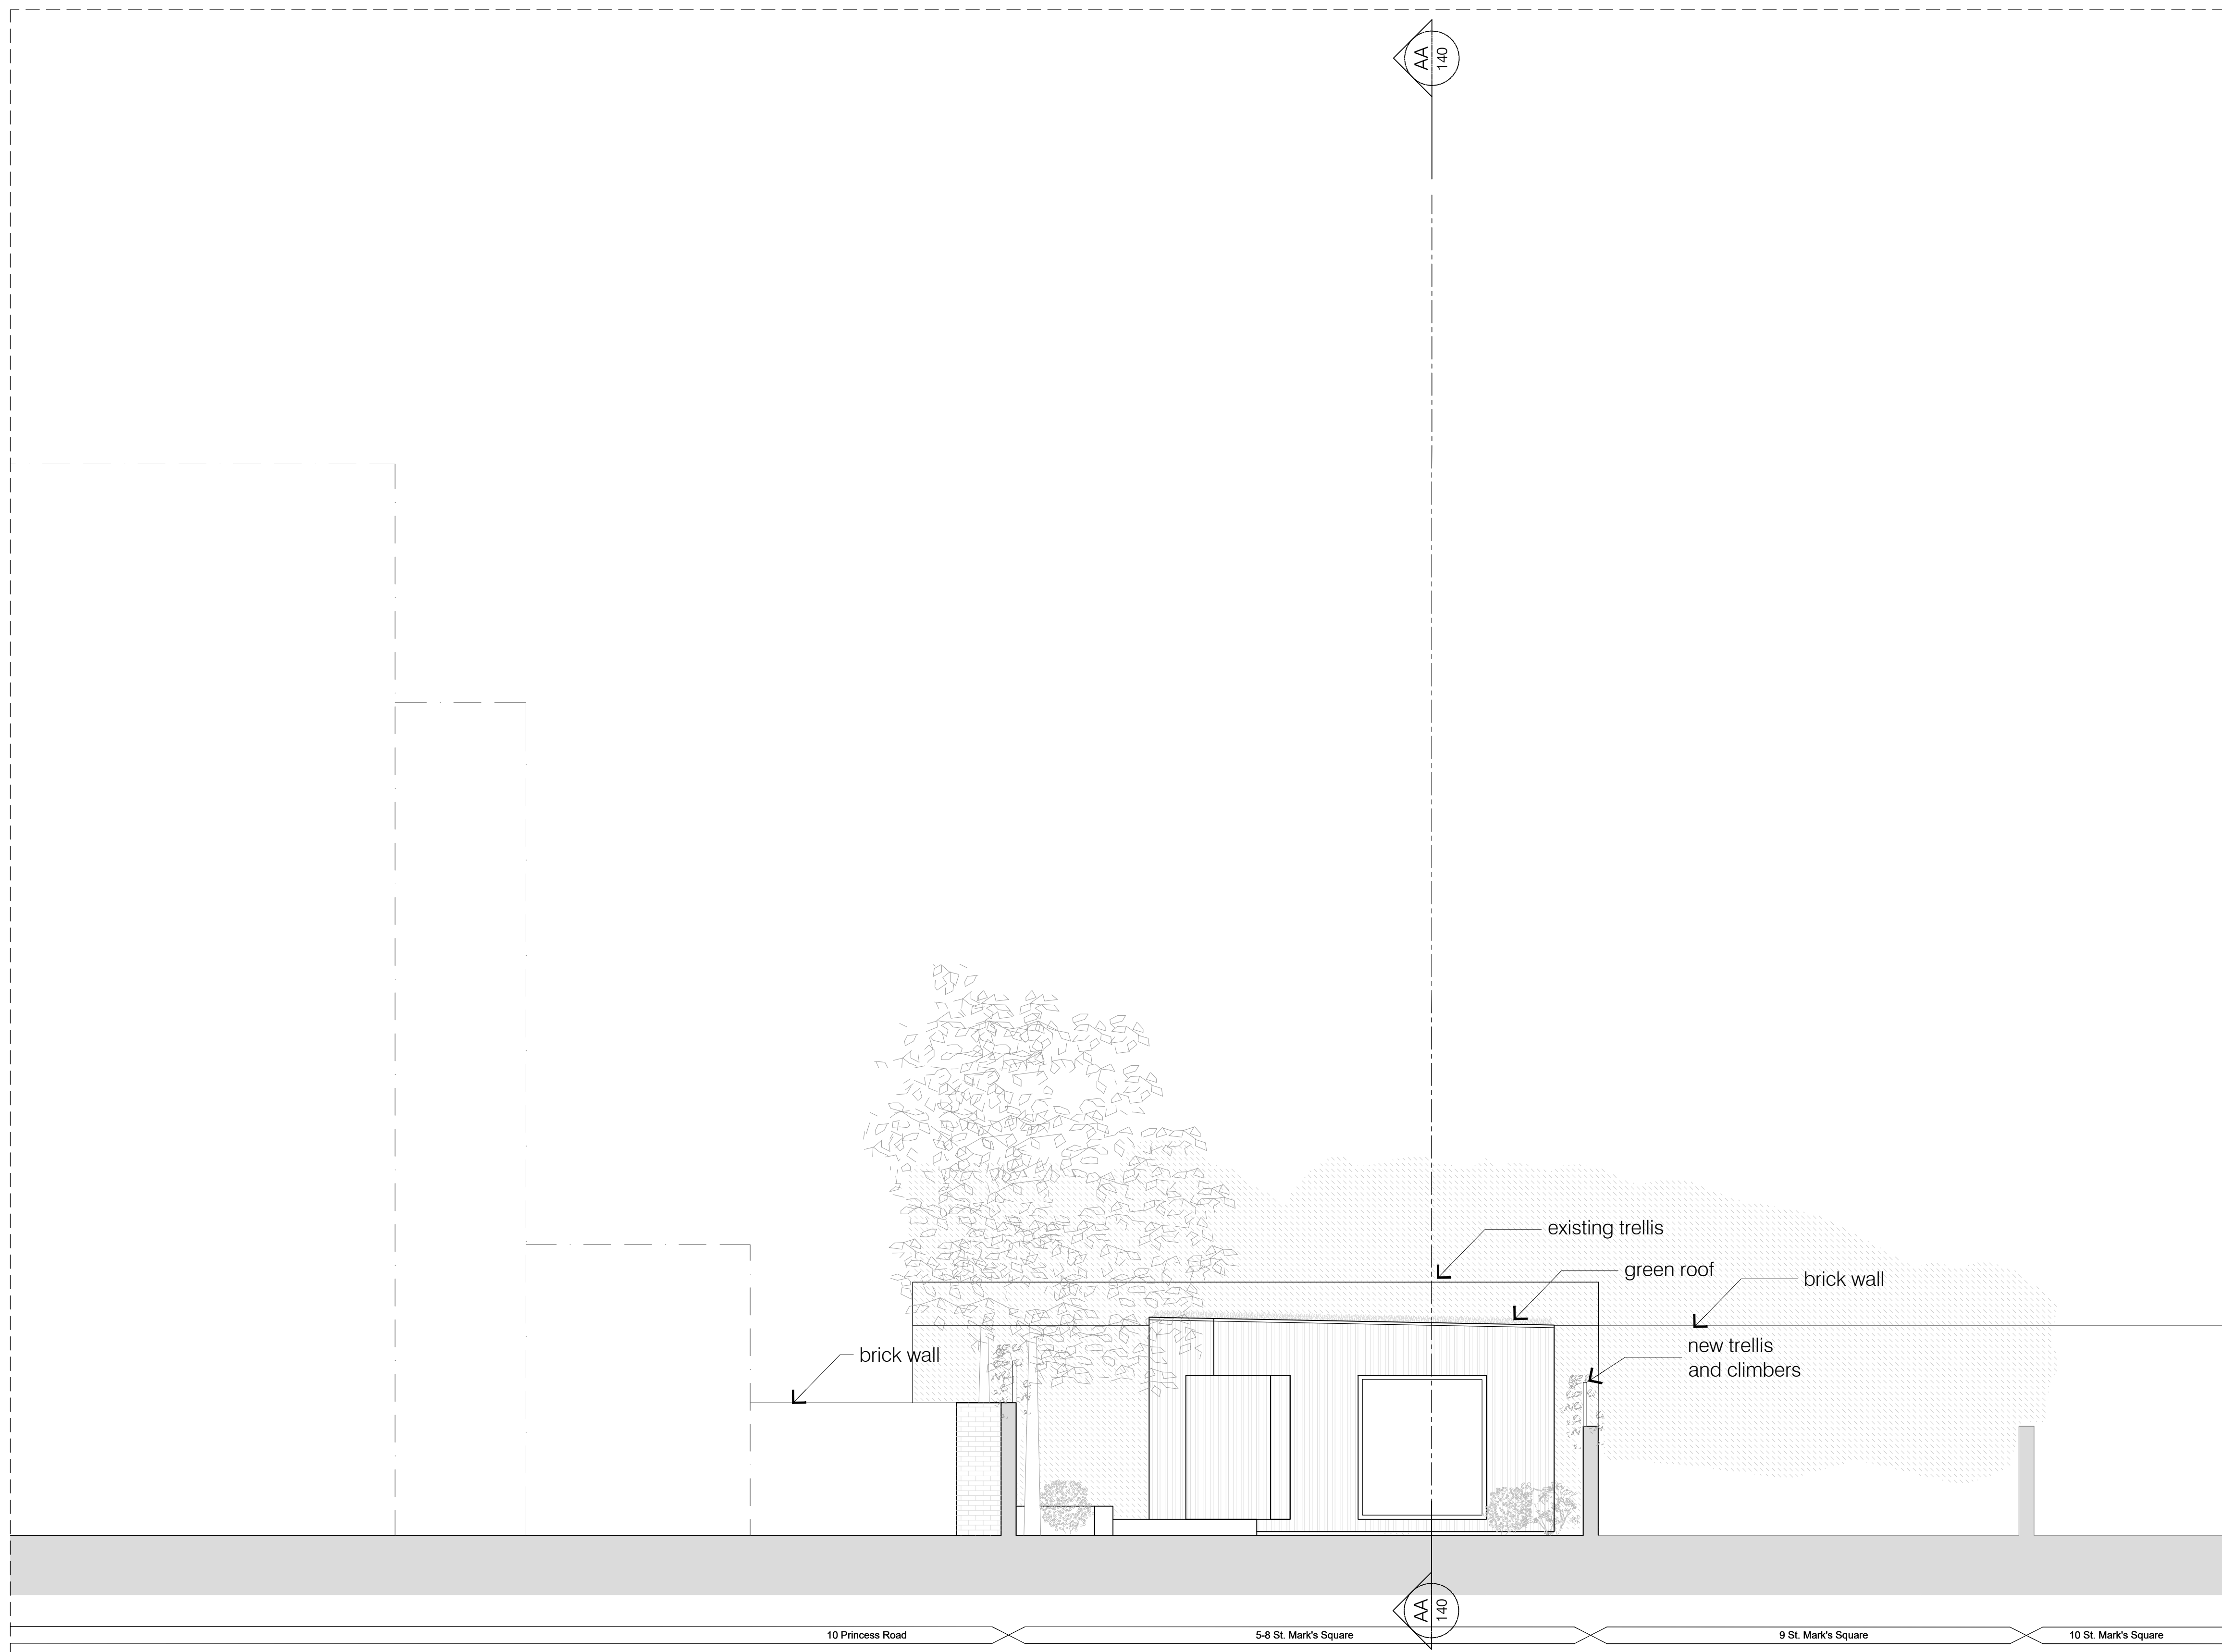 AA
140
existing trellis
green roof
brick wall
new trellis
and climbers
brick wall
AA
140
10 Princess Road
5-8 St. Mark's Square
9 St. Mark's Square
10 St. Mark's Square